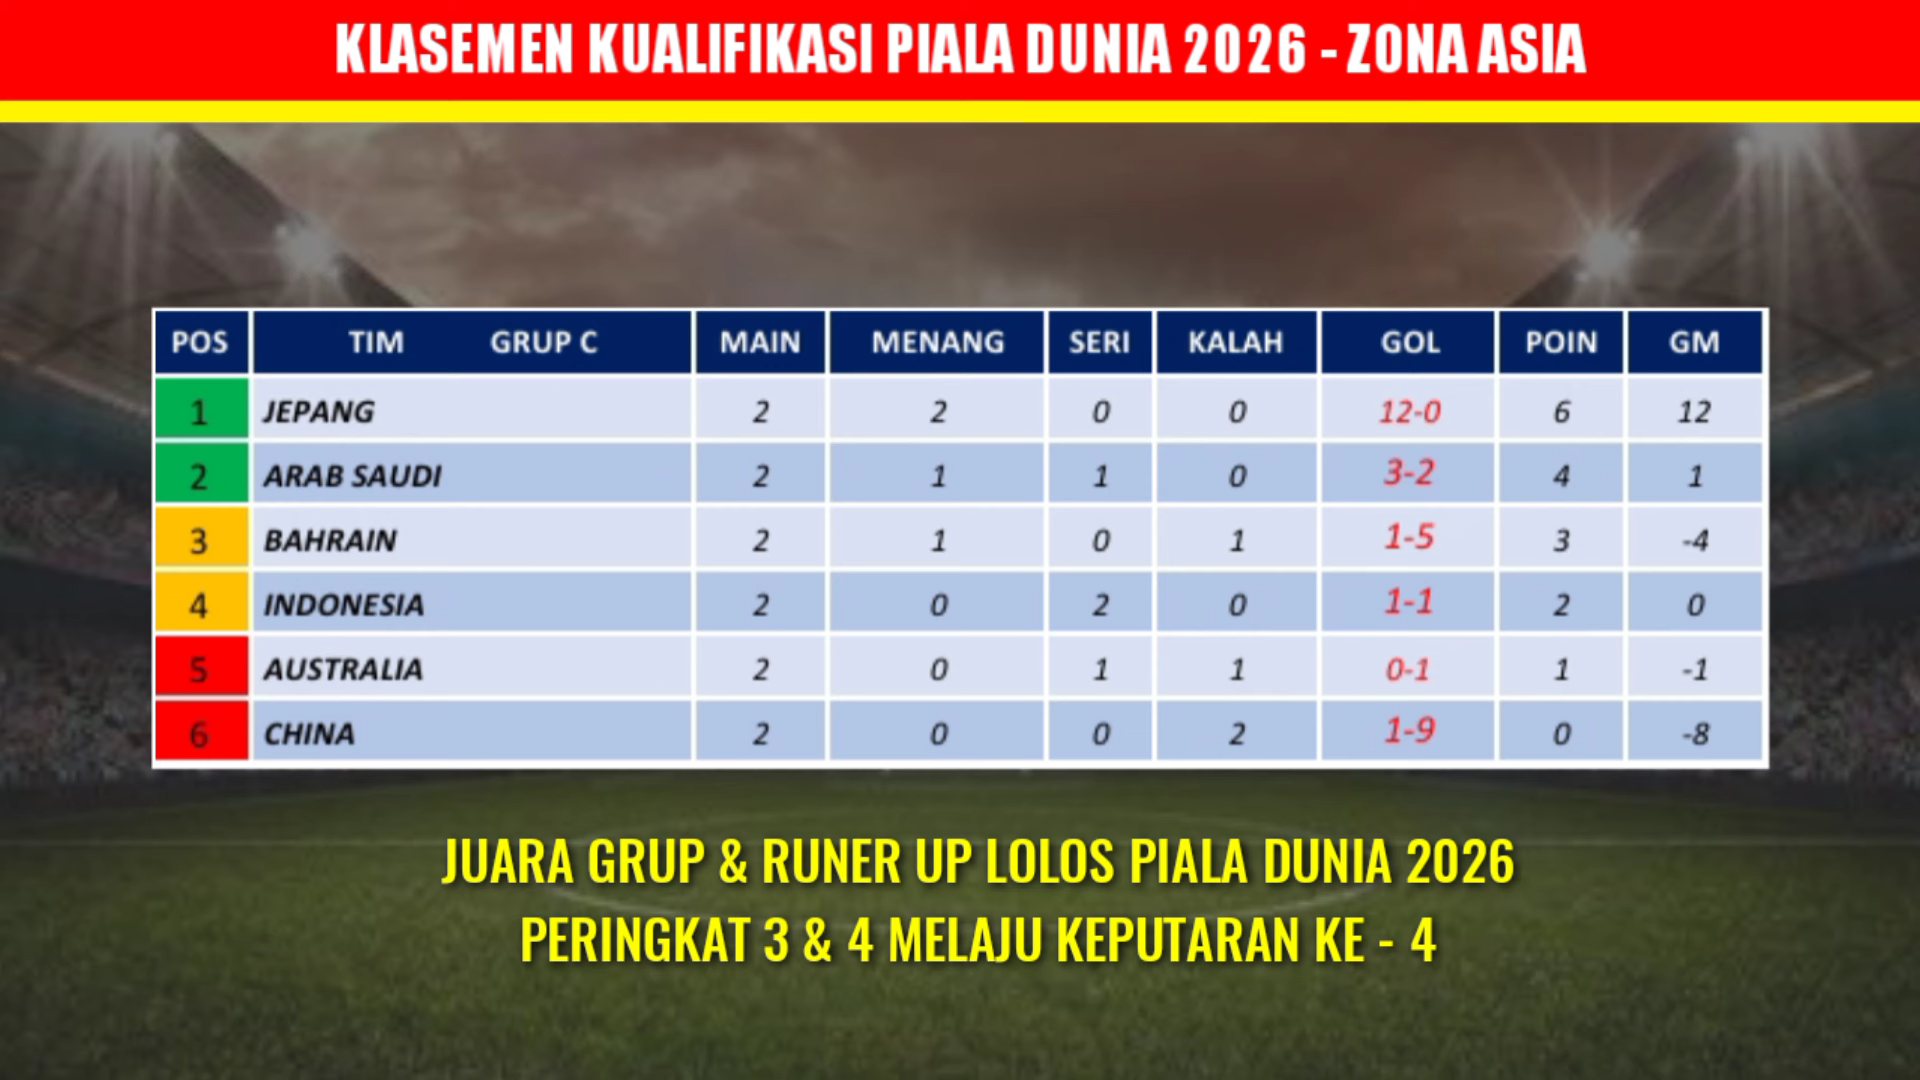 KLASEMEN KUALIFIKASI PIALA DUNIA 2026 - ZONA ASIA
POS TIM GRUP C MAIN MENANG SERI KALAH GOL POIN GM
1 JEPANG 2 2 0 0 12-0 6 12
2 ARAB SAUDI 2 1 1 0 3-2 4 1
3 BAHRAIN 2 1 0 1 1-5 3 -4
4 INDONESIA 2 0 2 0 1-1 2 0
5 AUSTRALIA 2 0 1 1 0-1 1 -1
6 CHINA 2 0 0 2 1-9 0 -8
JUARA GRUP & RUNER UP LOLOS PIALA DUNIA 2026
PERINGKAT 3 & 4 MELAJU KEPUTARAN KE - 4